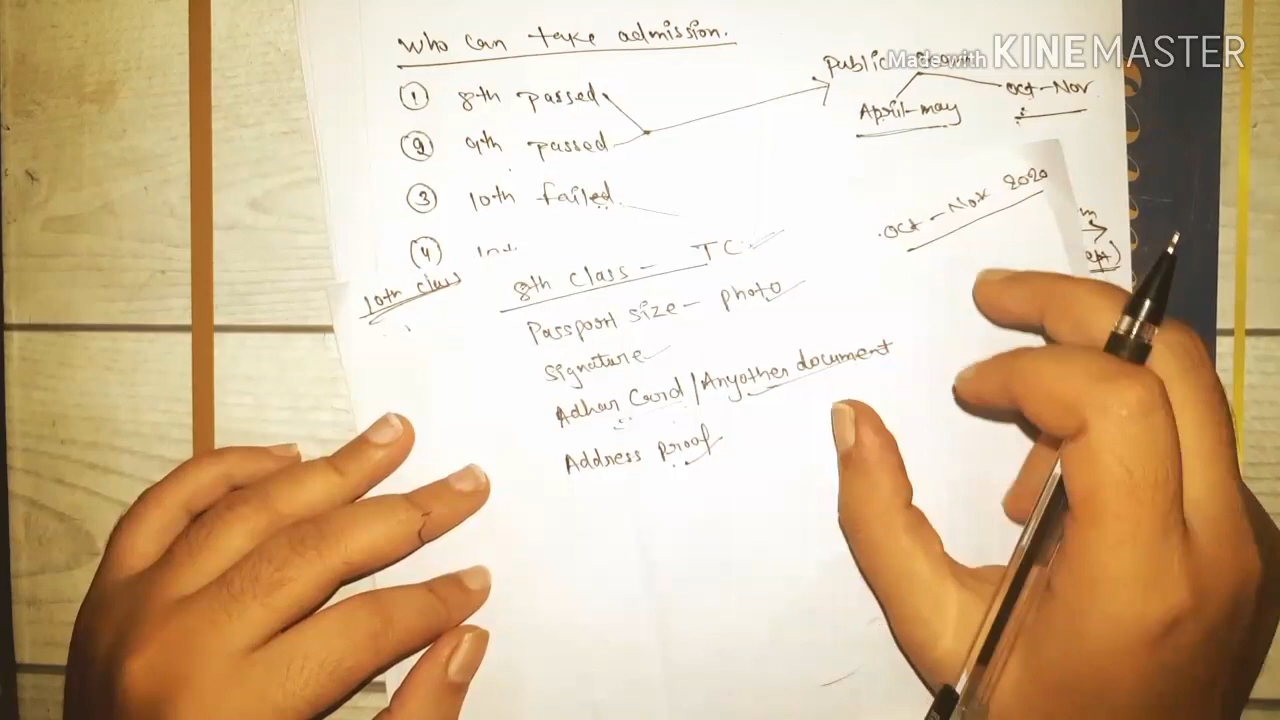 who can take admission.
① 8th passed
② 9th passed
③ 10th failed
④
Public
April-may
oct-Nov
Made with KINEMASTER
oct-Nov 2020
10th class
8th class - TC
Passport size - photo
signature
Adhar Card / Anyother document
Address proof